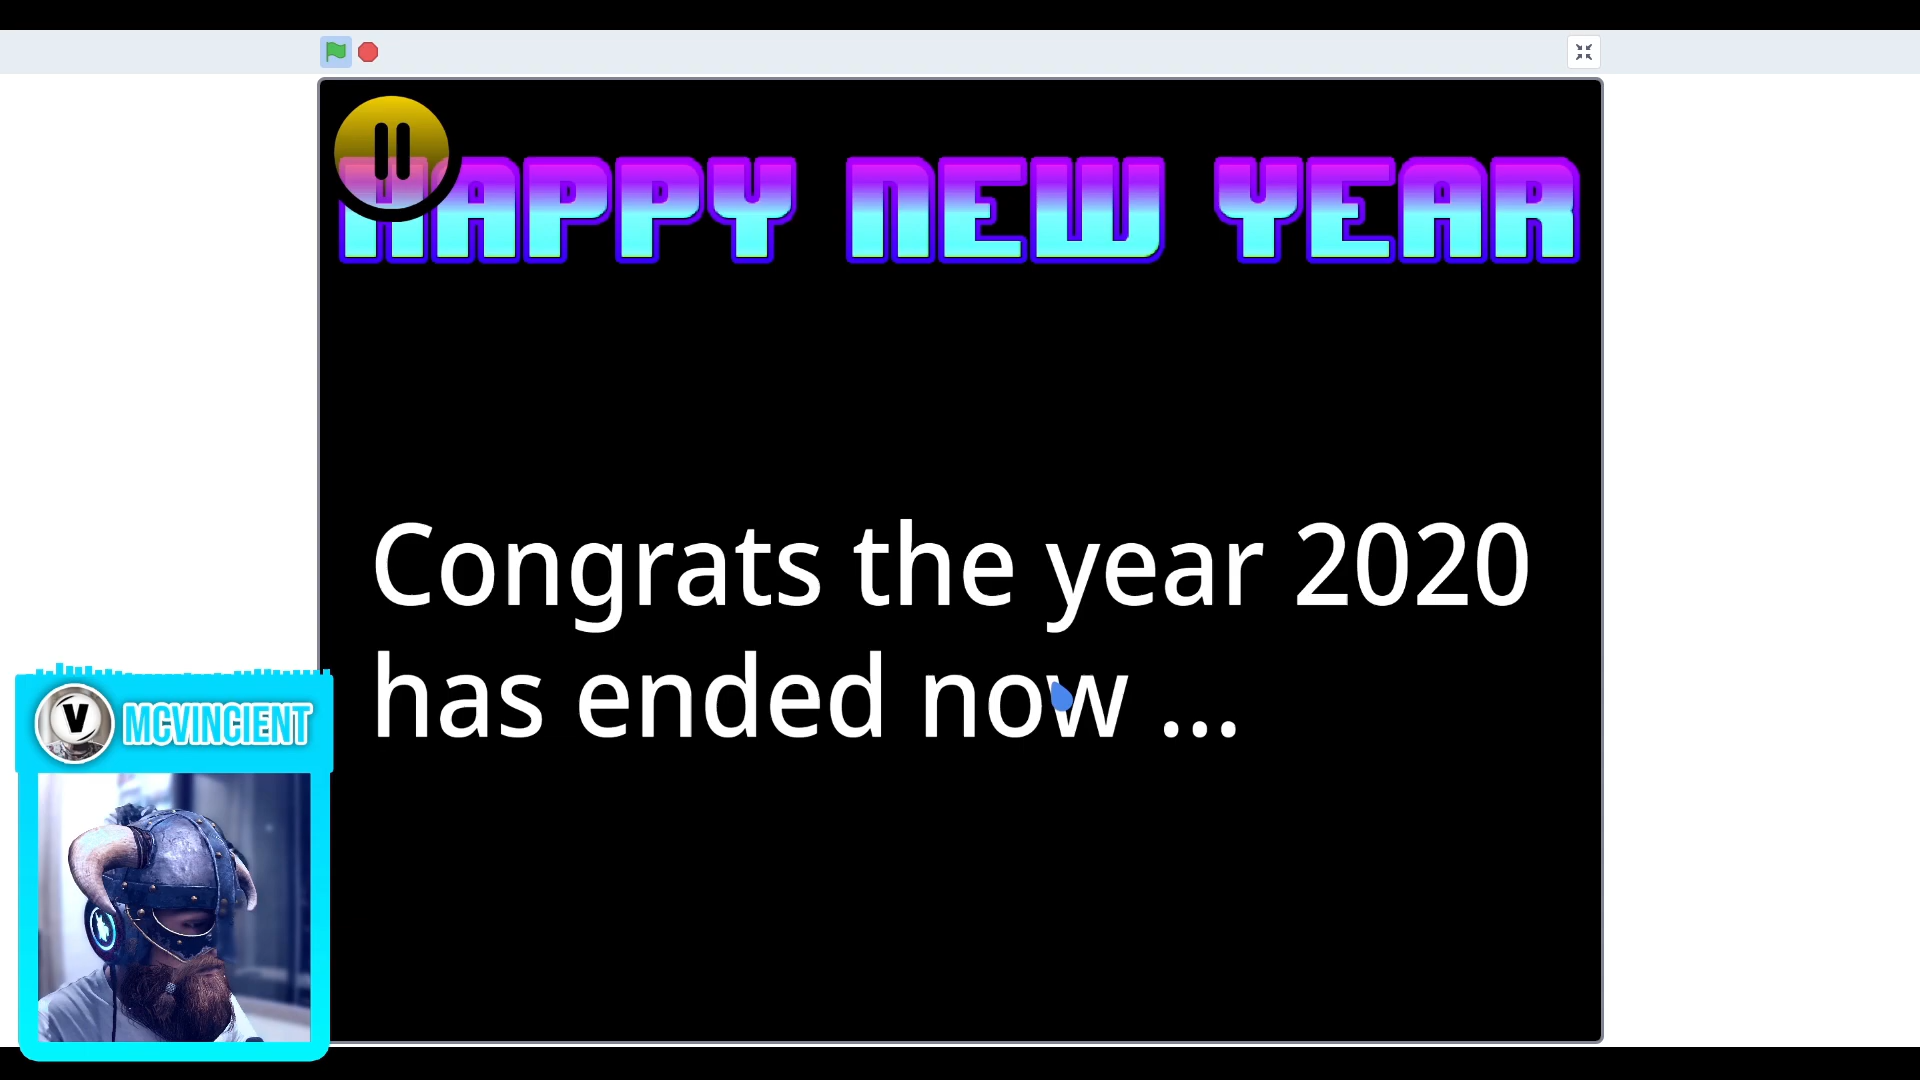 HAPPY NEW YEAR
Congrats the year 2020
has ended now ...
V MCVINCIENT